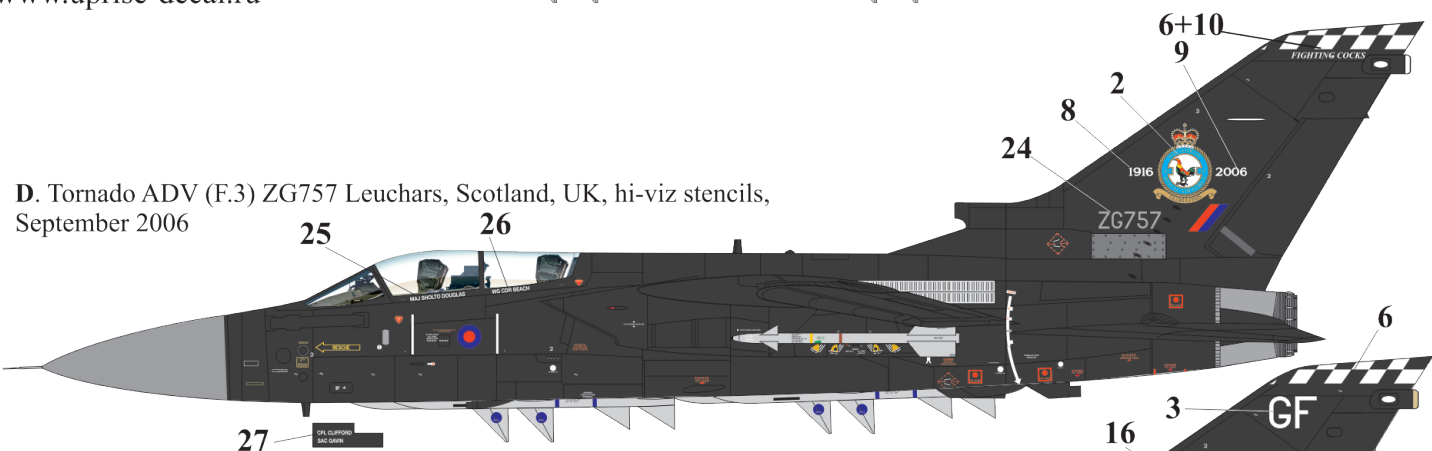 www.uprise-decal.ru
6+10
FIGHTING COCKS
9
2
8
24
1916 2006
ZG757
D. Tornado ADV (F.3) ZG757 Leuchars, Scotland, UK, hi-viz stencils,
September 2006
25
26
MAJ SHOLTO DOUGLAS
WG CDR BEACH
RESCUE
27
CPL CLIFFORD
SAC GAVIN
6
3
GF
16